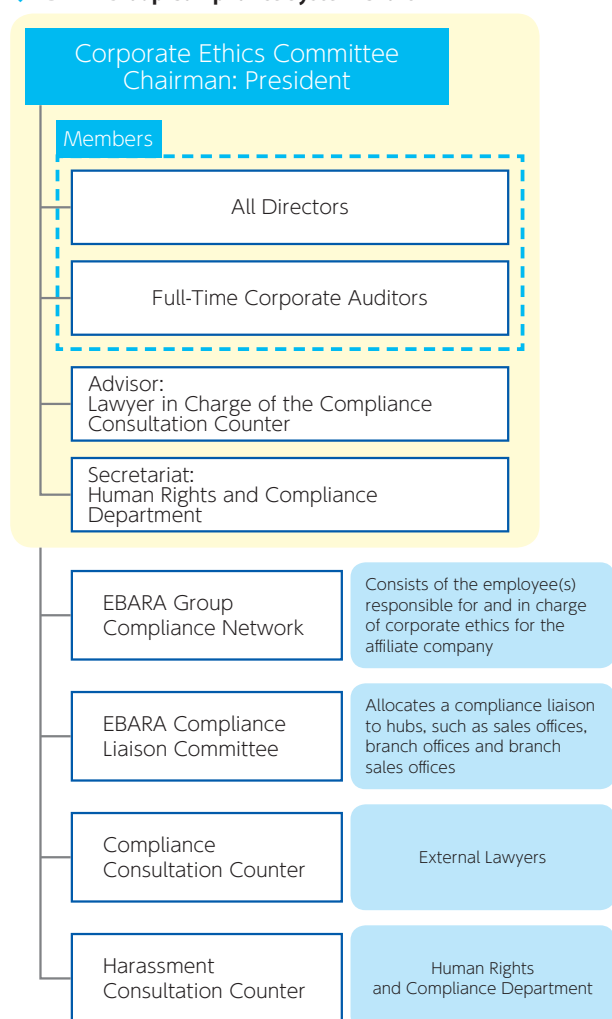 Corporate Ethics Committee
Chairman: President
Members
All Directors
Full-Time Corporate Auditors
Advisor:
Lawyer in Charge of the Compliance
Consultation Counter
Secretariat:
Human Rights and Compliance
Department
EBARA Group
Compliance Network
Consists of the employee(s)
responsible for and in charge
of corporate ethics for the
affiliate company
EBARA Compliance
Liaison Committee
Allocates a compliance liaison
to hubs, such as sales offices,
branch offices and branch
sales offices
Compliance
Consultation Counter
External Lawyers
Harassment
Consultation Counter
Human Rights
and Compliance Department